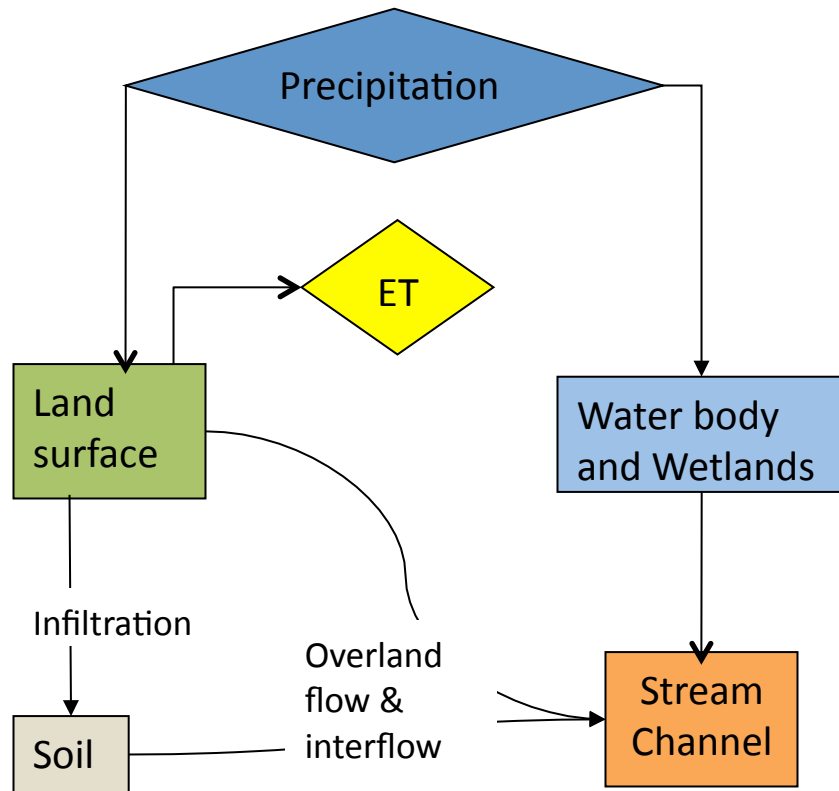 Precipitation
ET
Land
surface
Water body
and Wetlands
Infiltration
Overland
flow &
interflow
Stream
Channel
Soil